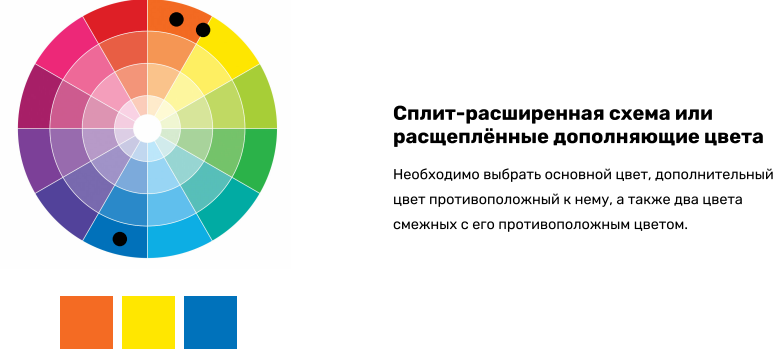 Сплит-расширенная схема или
расщеплённые дополняющие цвета
Необходимо выбрать основной цвет, дополнительный
цвет противоположный к нему, а также два цвета
смежных с его противоположным цветом.